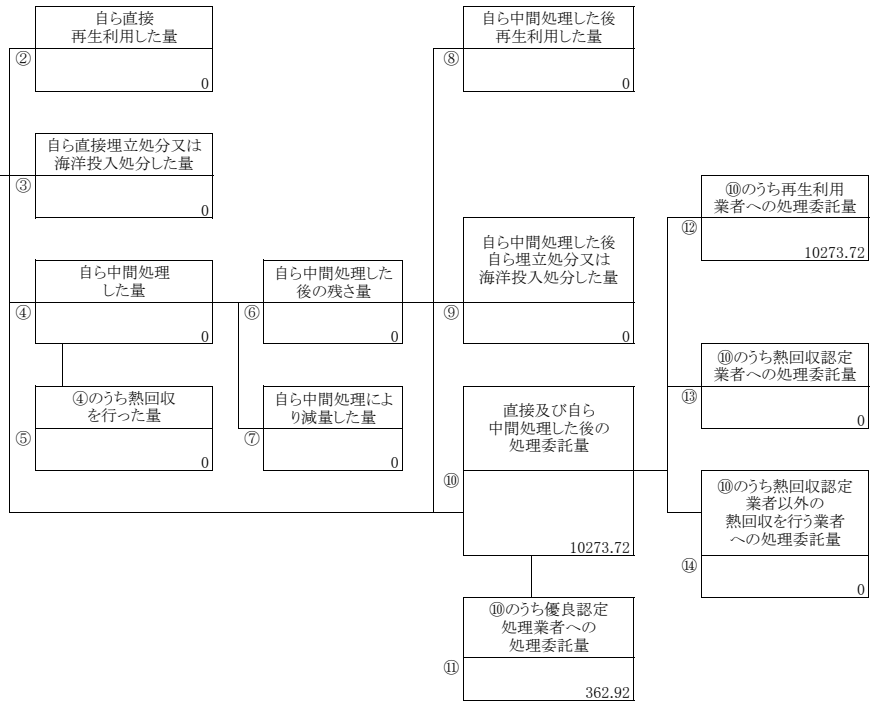 自ら直接
再生利用した量
②
0
自ら直接埋立処分又は
海洋投入処分した量
③
0
自ら中間処理
した量
④
0
④のうち熱回収
を行った量
⑤
0
自ら中間処理した
後の残さ量
⑥
0
自ら中間処理によ
り減量した量
⑦
0
自ら中間処理した後
再生利用した量
⑧
0
自ら中間処理した後
自ら埋立処分又は
海洋投入処分した量
⑨
0
直接及び自ら
中間処理した後の
処理委託量
⑩
10273.72
⑩のうち優良認定
処理業者への
処理委託量
⑪
362.92
⑩のうち再生利用
業者への処理委託量
⑫
10273.72
⑩のうち熱回収認定
業者への処理委託量
⑬
0
⑩のうち熱回収認定
業者以外の
熱回収を行う業者
への処理委託量
⑭
0